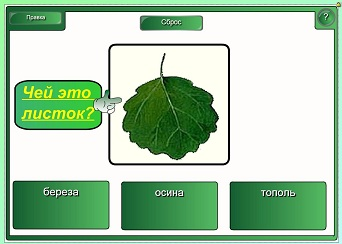 Правка
Сброс
?
Чей это
листок?
береза
осина
тополь